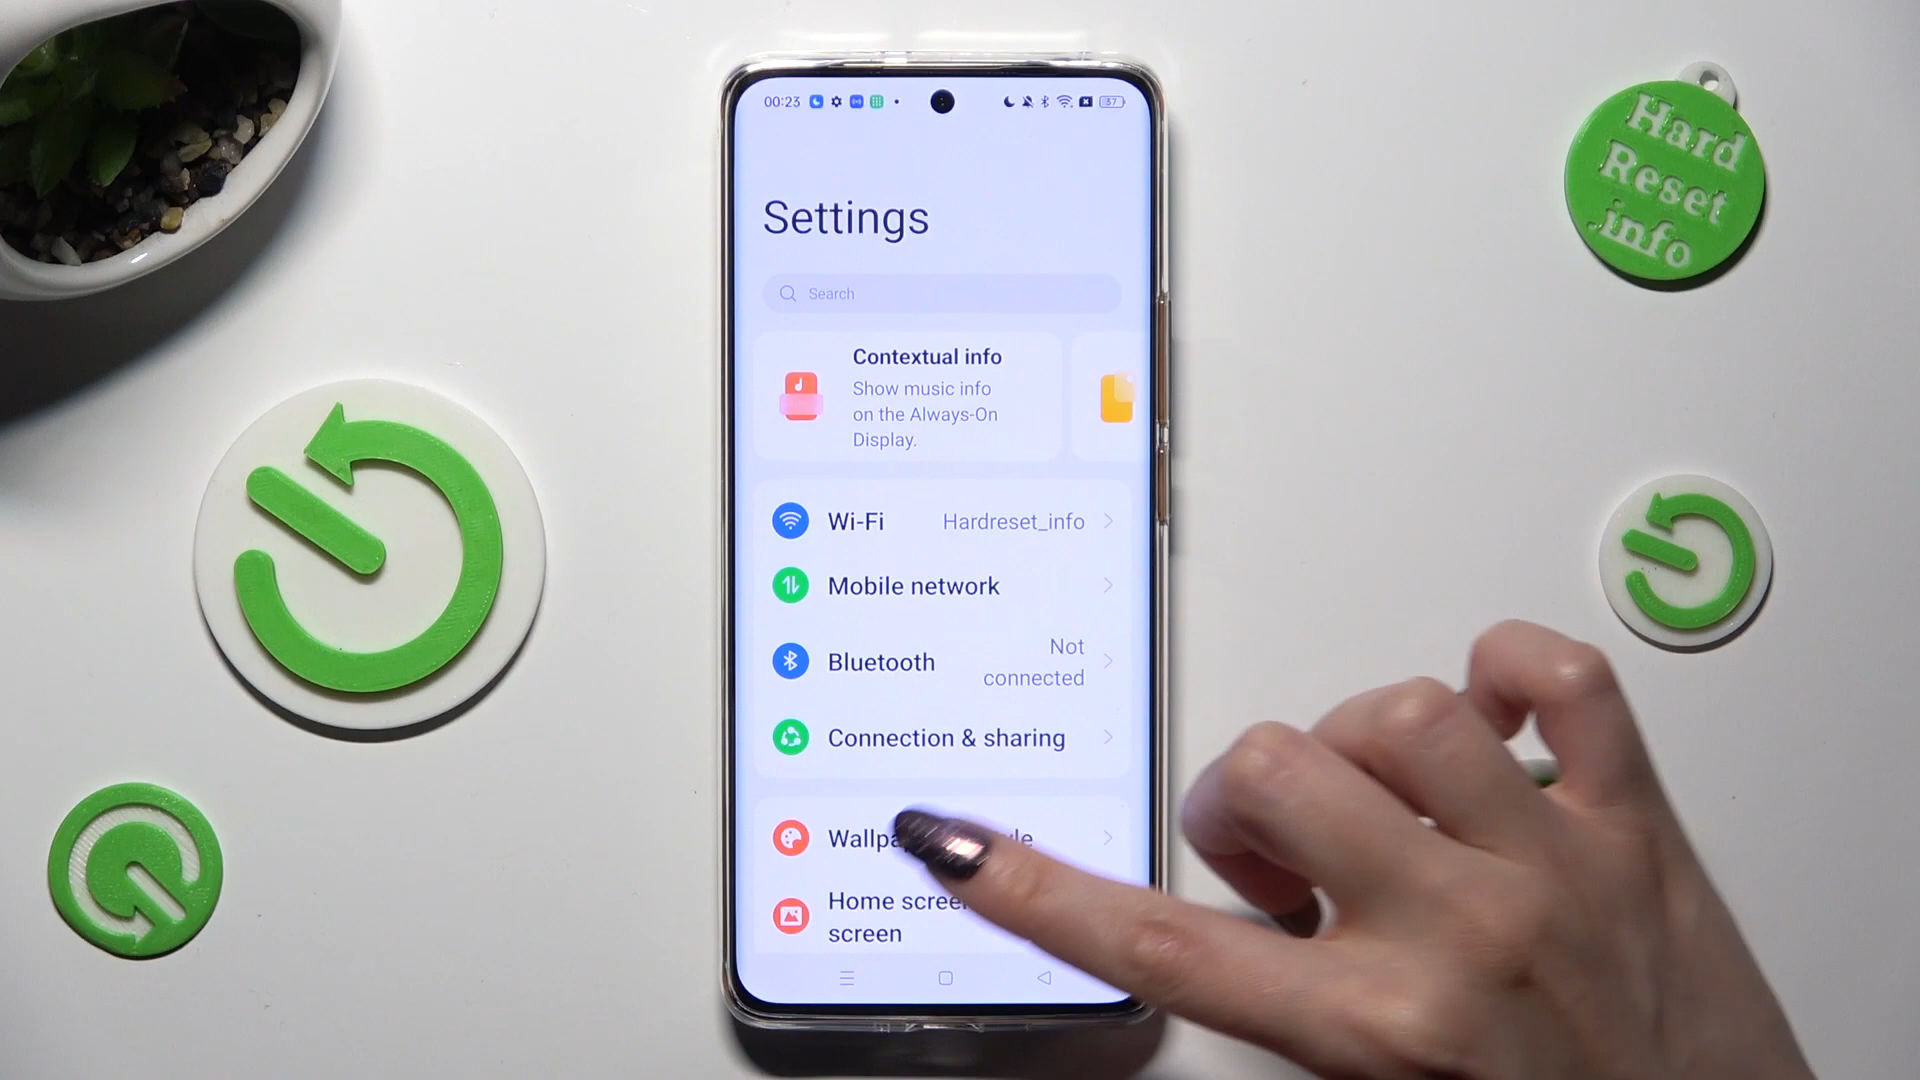 00:23
37
Settings
Search
Contextual info
Show music info
on the Always-On
Display.
Wi-Fi Hardreset_info
Mobile network
Bluetooth Not
connected
Connection & sharing
Home
screen
Hard
Reset
.info